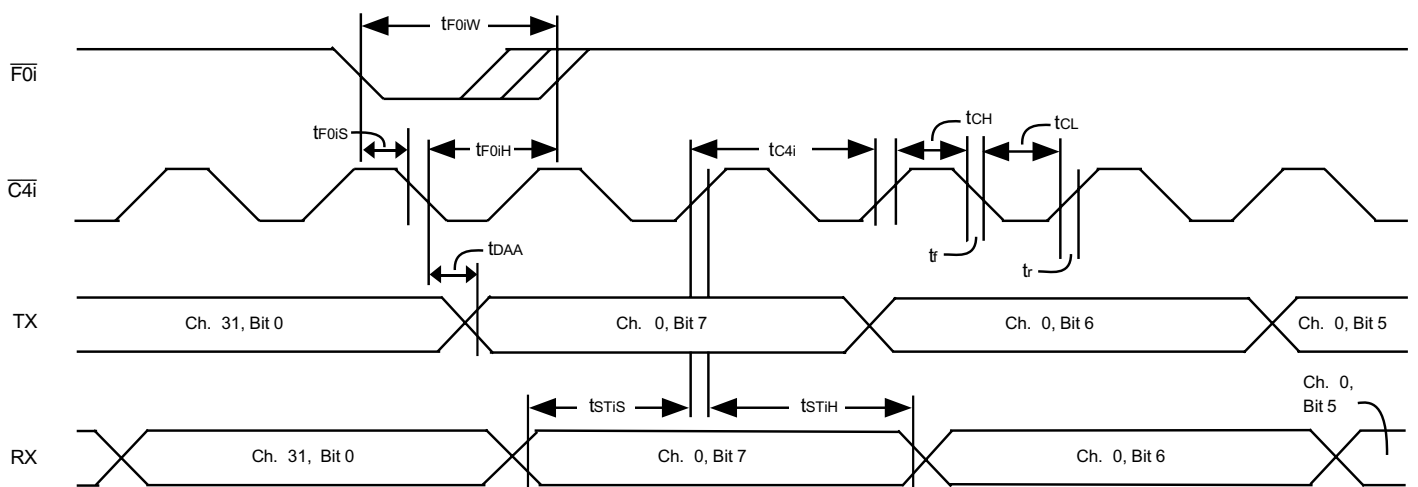 tF0iW
F0i
tF0iS
tF0iH
tC4i
tCH
tCL
C4i
tf
tr
tDAA
TX
Ch. 31, Bit 0
Ch. 0, Bit 7
Ch. 0, Bit 6
Ch. 0, Bit 5
tSTiS
tSTiH
Ch. 0,
Bit 5
RX
Ch. 31, Bit 0
Ch. 0, Bit 7
Ch. 0, Bit 6